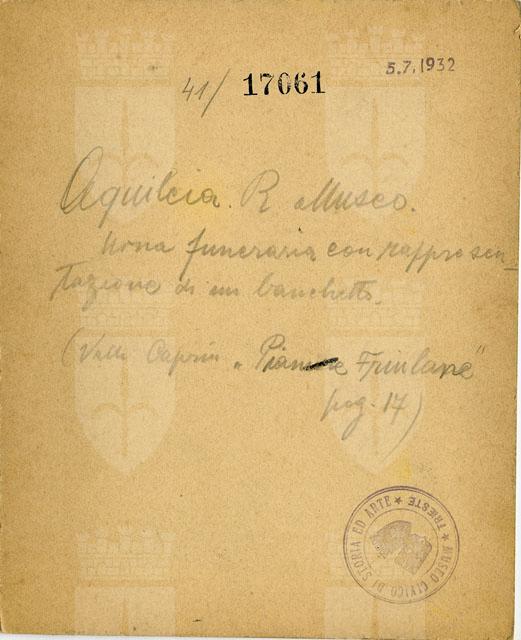 41/ 17061
5.7.1932
Aquileia. R. Museo.
Urna funeraria con rappresen-
tazione di un banchetto.
(Vedi Caprin „Pianure Friulane"
pag. 17)
★ MUSEO CIVICO DI STORIA ED ARTE ★ TRIESTE